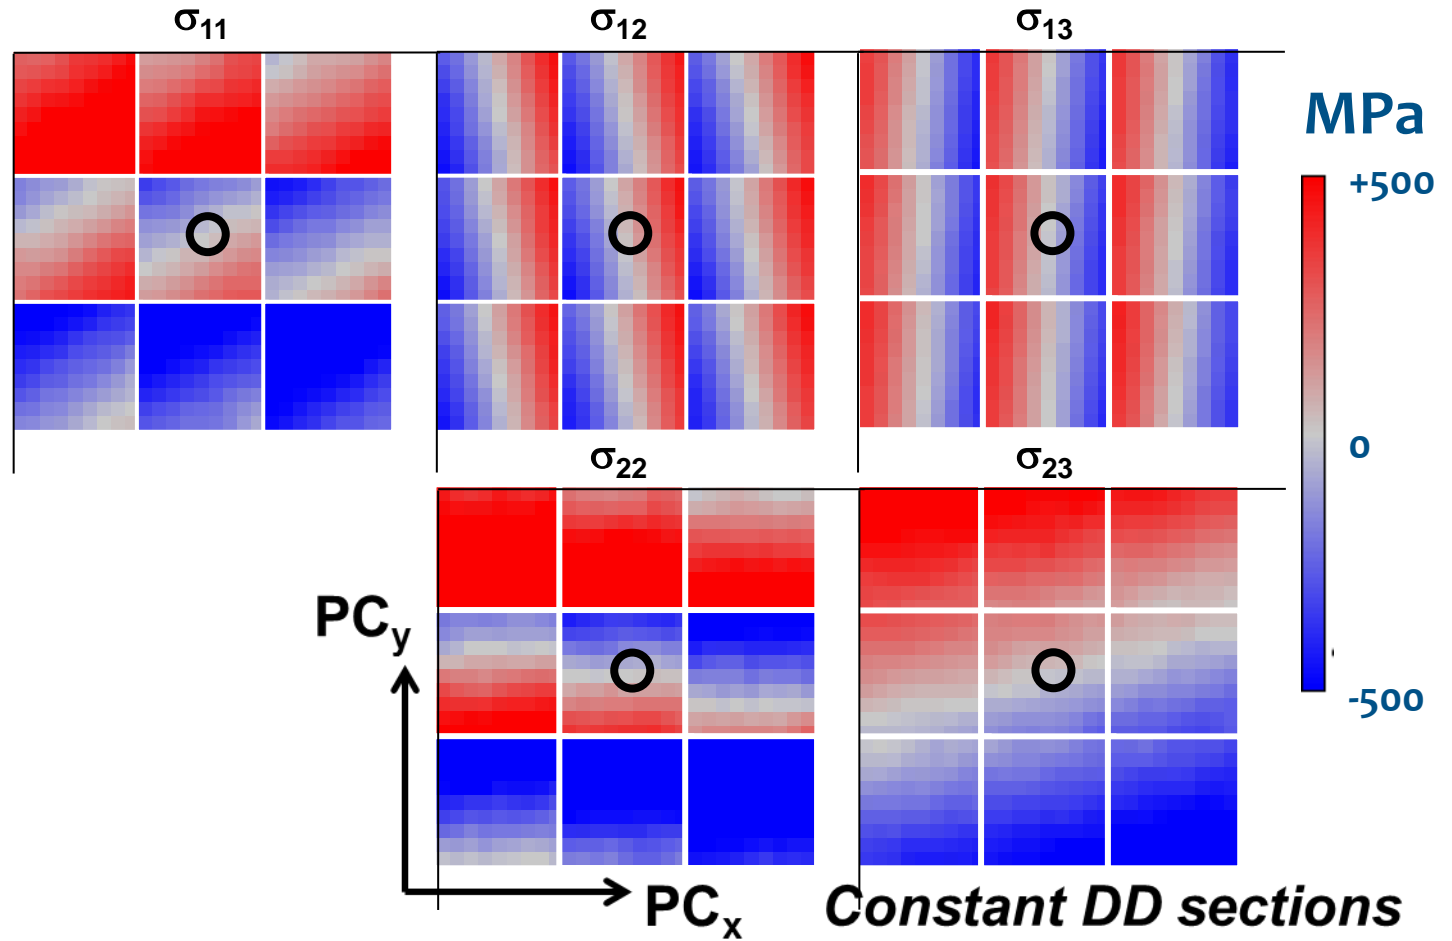 σ11
σ12
σ13
MPa
+500
0
-500
σ22
σ23
PCy
PCx
Constant DD sections